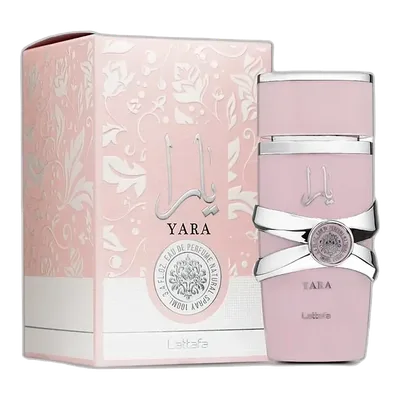 يارا
YARA
EAU DE PERFUME NATURAL SPRAY 100ML 3.4 FL.OZ.
Lattafa
يارا
YARA
Lattafa